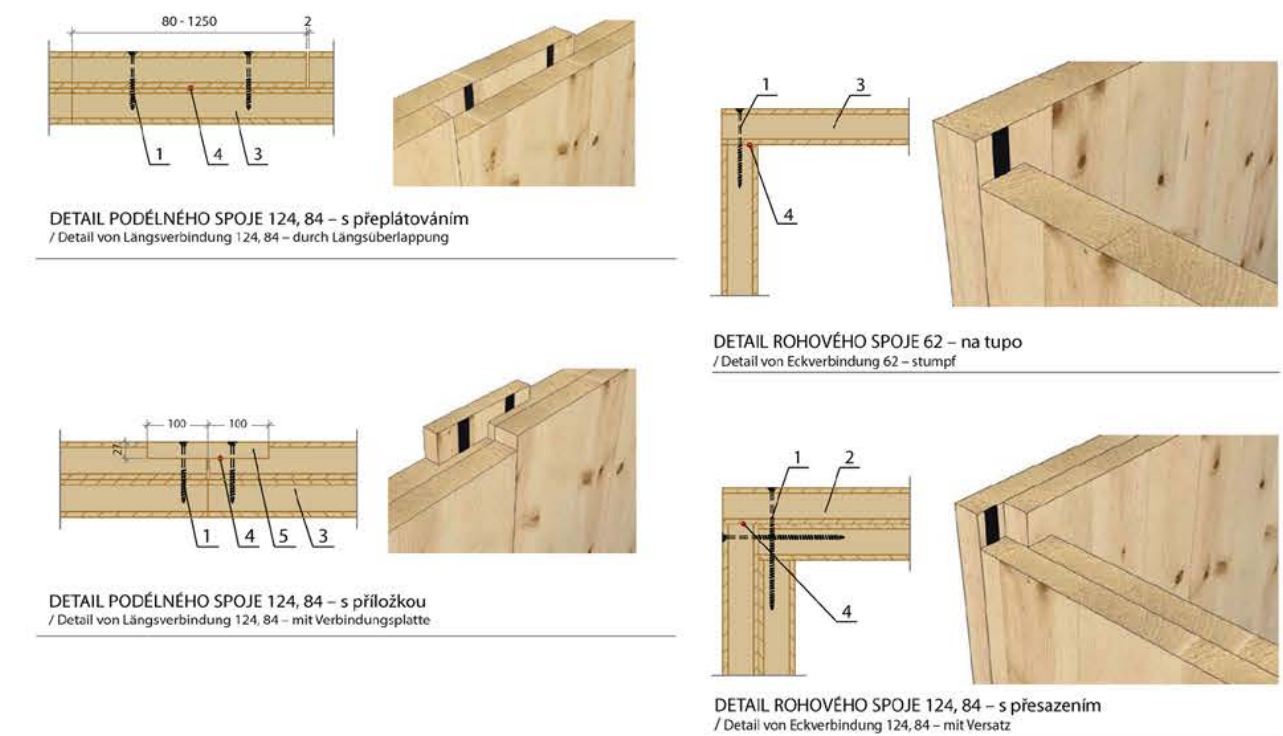 80 - 1250
2
1
4
3
DETAIL PODÉLNÉHO SPOJE 124, 84 – s přeplátováním
/ Detail von Längsverbindung 124, 84 – durch Längsüberlappung
100
100
27
1
4
5
3
DETAIL PODÉLNÉHO SPOJE 124, 84 – s příložkou
/ Detail von Längsverbindung 124, 84 – mit Verbindungsplatte
1
3
4
DETAIL ROHOVÉHO SPOJE 62 – na tupo
/ Detail von Eckverbindung 62 – stumpf
1
2
4
DETAIL ROHOVÉHO SPOJE 124, 84 – s přesazením
/ Detail von Eckverbindung 124, 84 – mit Versatz